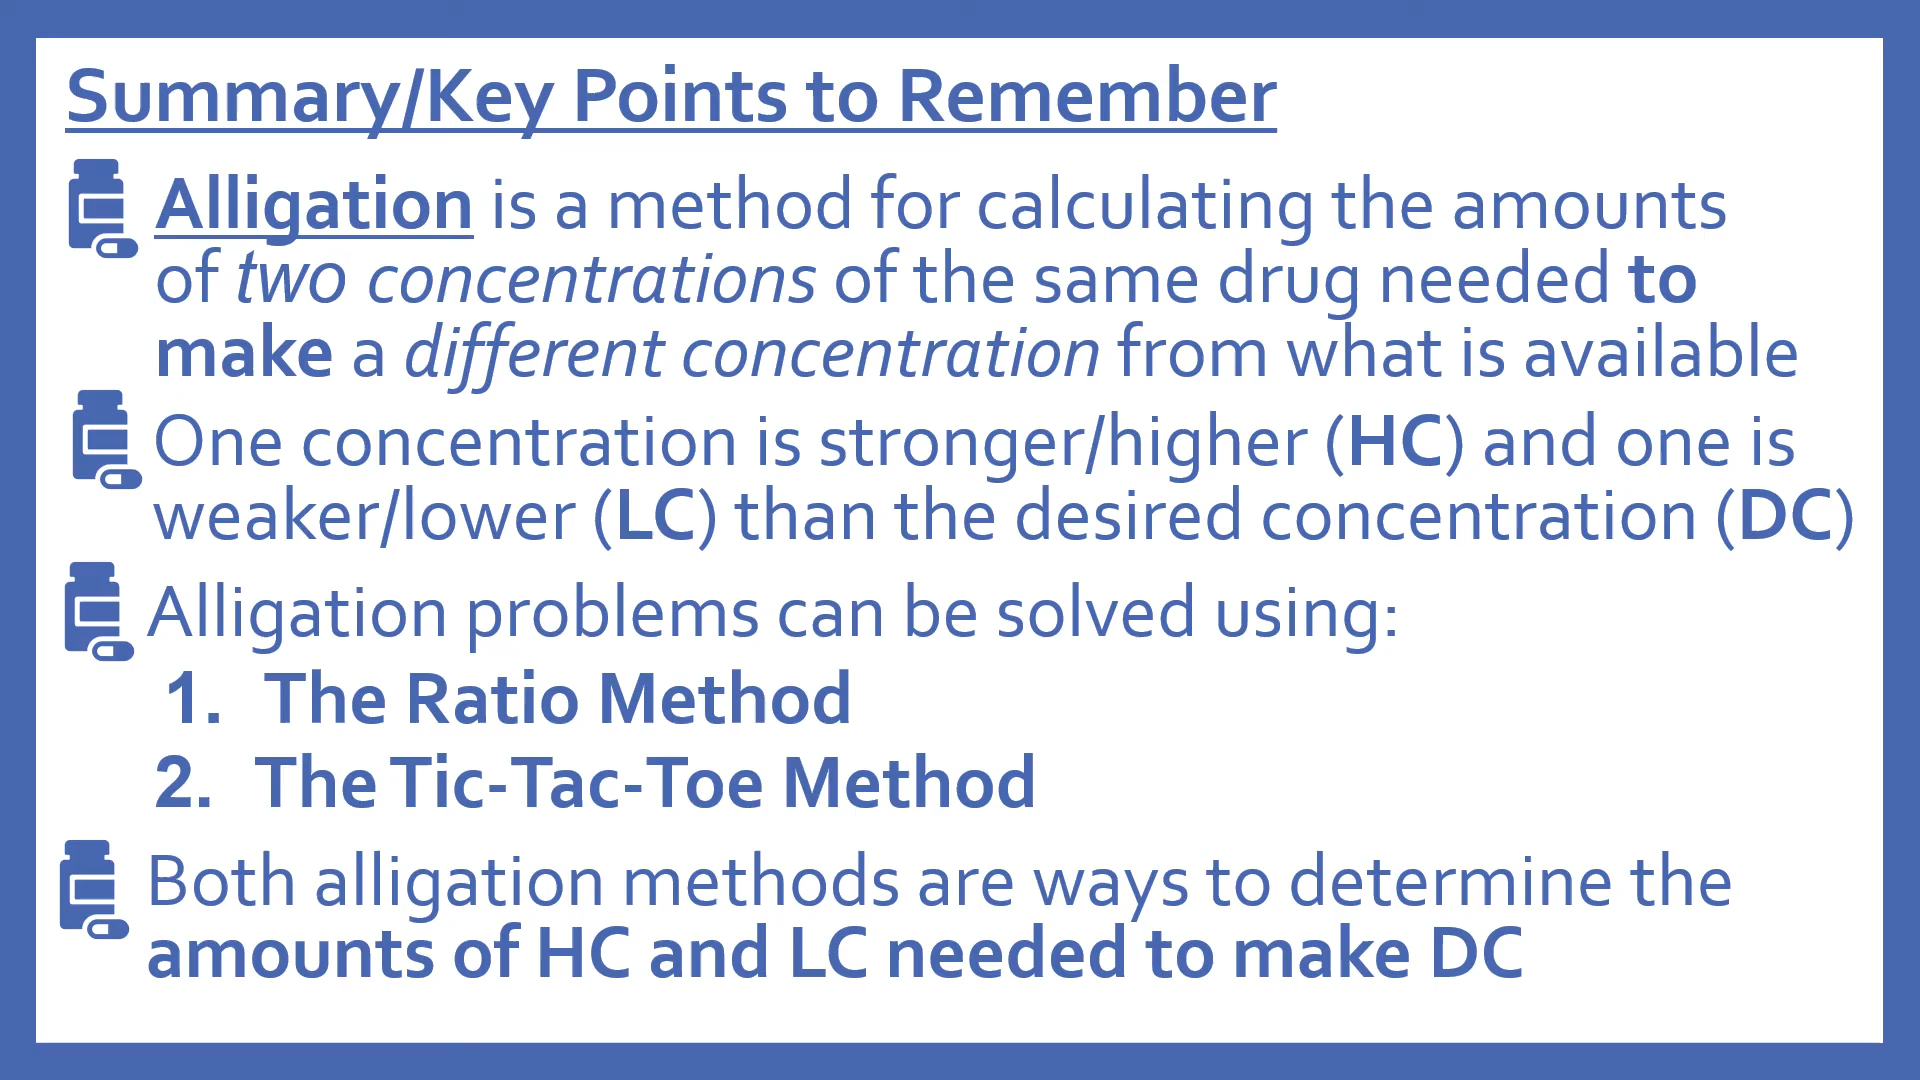 Summary/Key Points to Remember
Alligation is a method for calculating the amounts
of two concentrations of the same drug needed to
make a different concentration from what is available
One concentration is stronger/higher (HC) and one is
weaker/lower (LC) than the desired concentration (DC)
Alligation problems can be solved using:
1. The Ratio Method
2. The Tic-Tac-Toe Method
Both alligation methods are ways to determine the
amounts of HC and LC needed to make DC